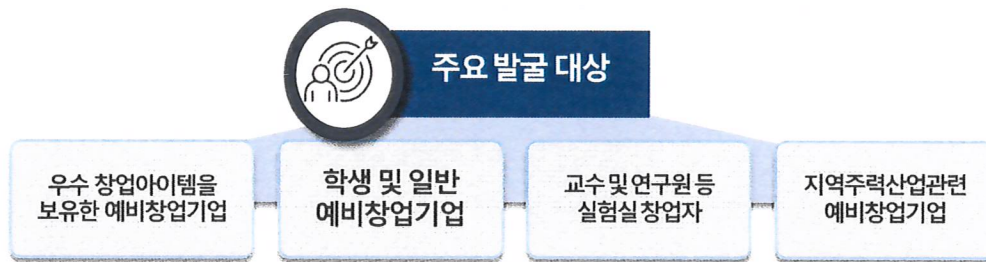 주요 발굴 대상
우수 창업아이템을
보유한 예비창업기업
학생 및 일반
예비창업기업
교수 및 연구원 등
실험실 창업자
지역주력산업관련
예비창업기업